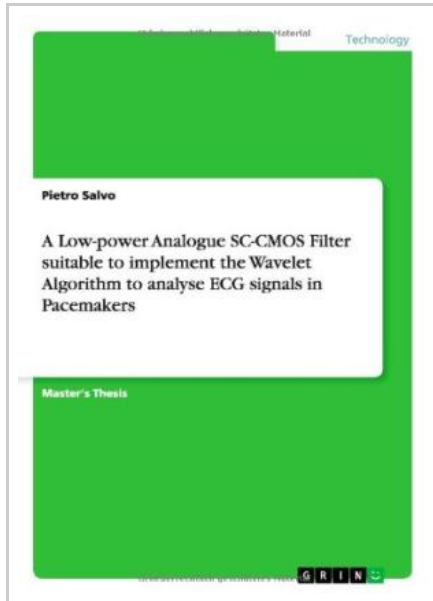 Material
Technology
Pietro Salvo
A Low-power Analogue SC-CMOS Filter
suitable to implement the Wavelet
Algorithm to analyse ECG signals in
Pacemakers
Master's Thesis
GRIN